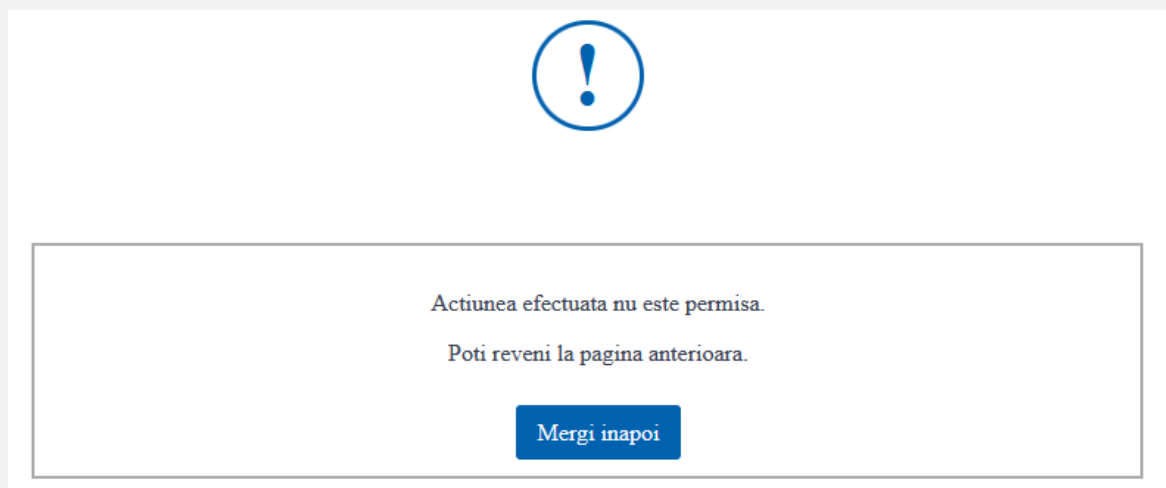 !
Actiunea efectuata nu este permisa.
Poti reveni la pagina anterioara.
Mergi inapoi